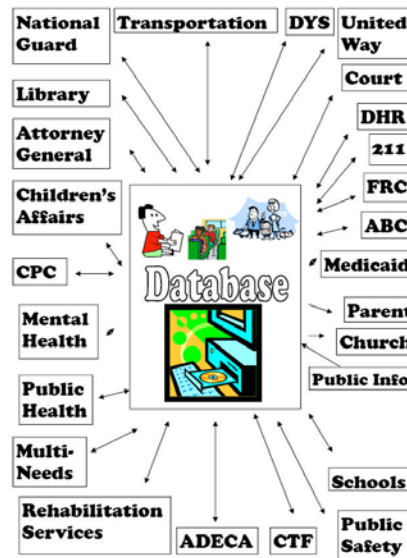 National
Guard
Transportation
DYS
United
Way
Library
Court
Attorney
General
DHR
211
Children's
Affairs
FRC
ABC
CPC
Medicaid
Database
Mental
Health
Parent
Church
Public
Health
Public Info
Multi-
Needs
Schools
Rehabilitation
Services
ADECA
CTF
Public
Safety